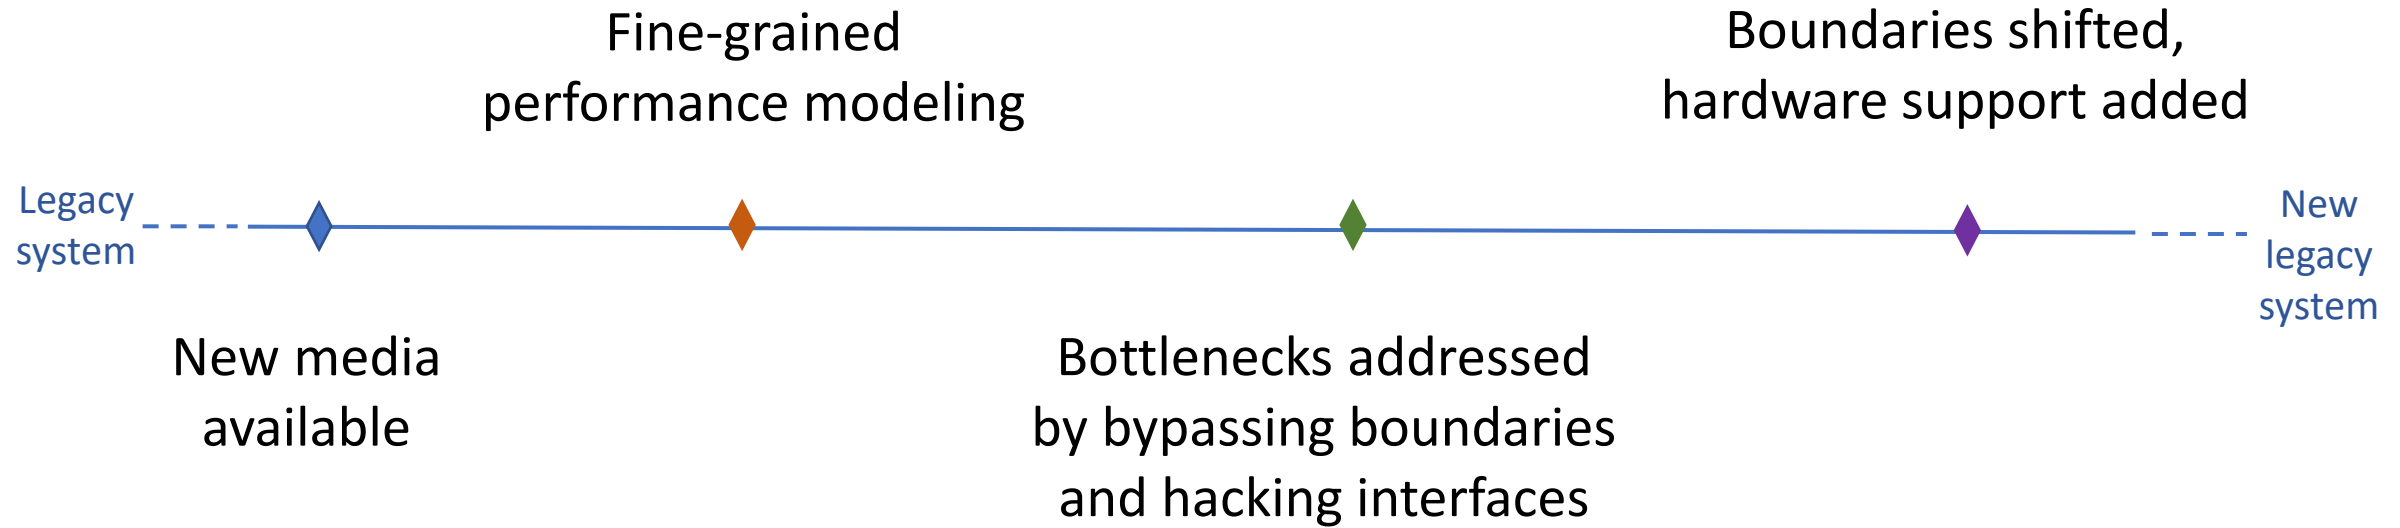 Fine-grained
performance modeling
Boundaries shifted,
hardware support added
Legacy
system
New
legacy
system
New media
available
Bottlenecks addressed
by bypassing boundaries
and hacking interfaces